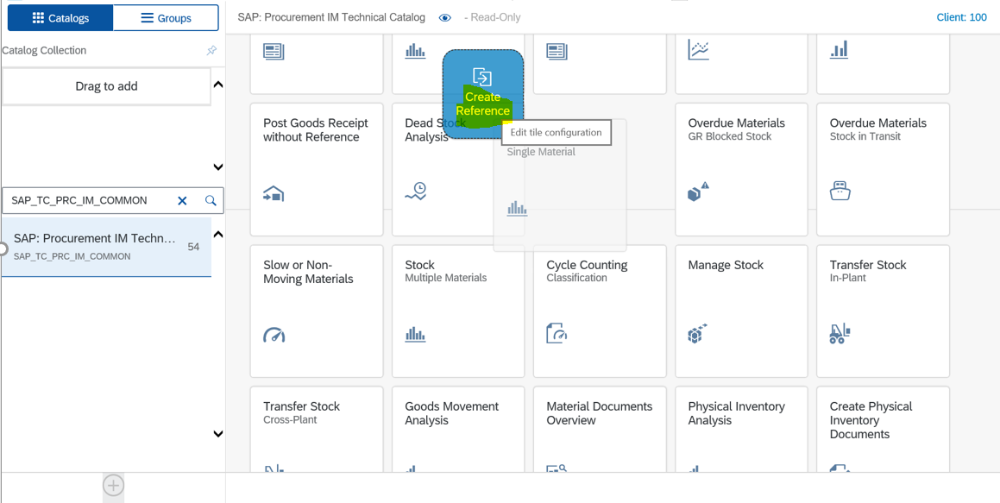 Catalogs
Groups
SAP: Procurement IM Technical Catalog
- Read-Only
Client: 100
Catalog Collection
Drag to add
SAP_TC_PRC_IM_COMMON
SAP: Procurement IM Techn...
54
SAP_TC_PRC_IM_COMMON
Create
Reference
Edit tile configuration
Single Material
Post Goods Receipt
without Reference
Dead Stock
Analysis
Overdue Materials
GR Blocked Stock
Overdue Materials
Stock in Transit
Slow or Non-
Moving Materials
Stock
Multiple Materials
Cycle Counting
Classification
Manage Stock
Transfer Stock
In-Plant
Transfer Stock
Cross-Plant
Goods Movement
Analysis
Material Documents
Overview
Physical Inventory
Analysis
Create Physical
Inventory
Documents